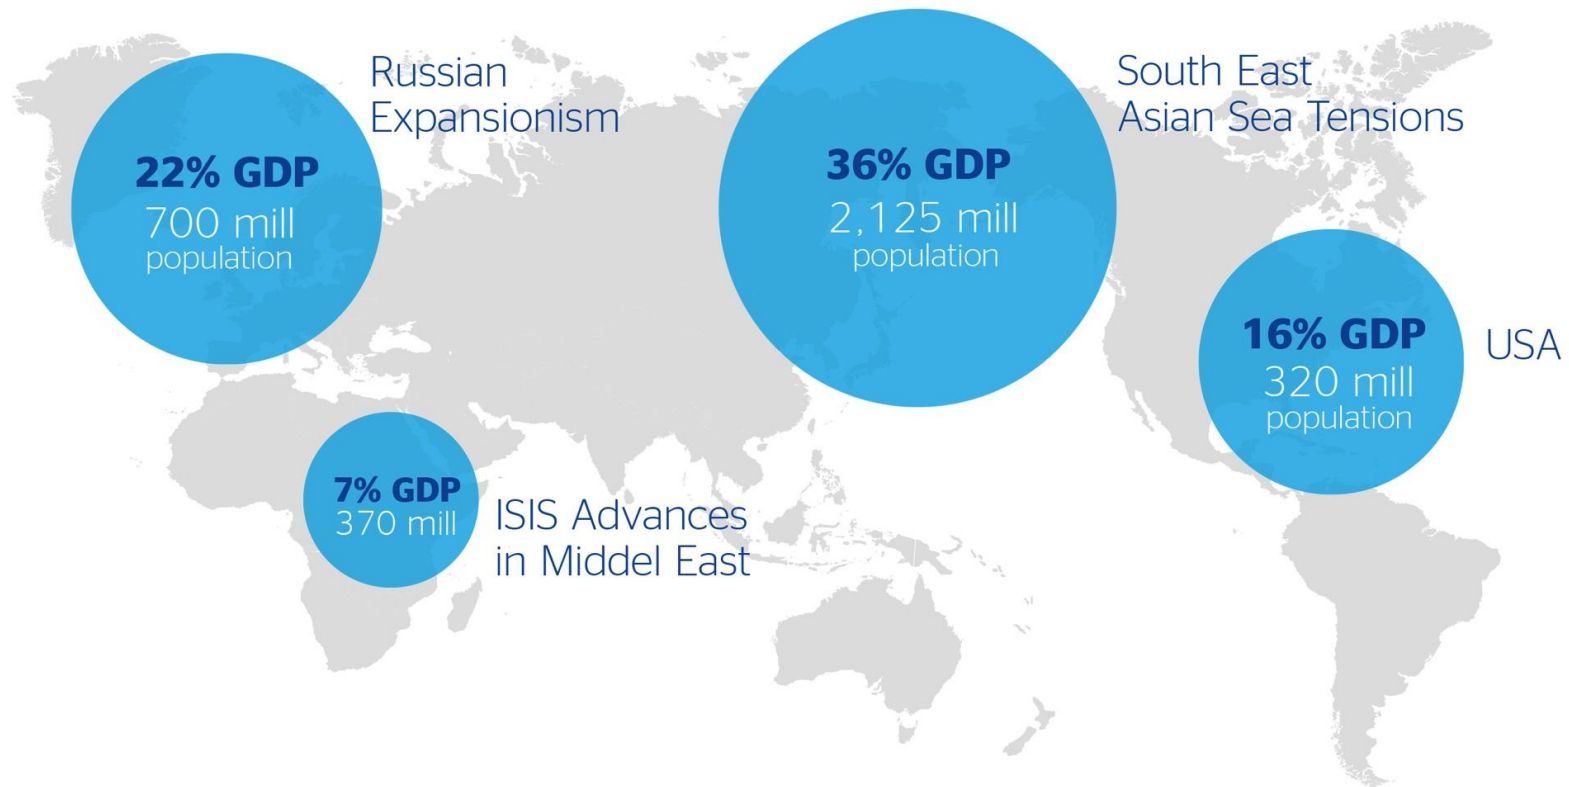 Russian
Expansionism
22% GDP
700 mill
population
South East
Asian Sea Tensions
36% GDP
2,125 mill
population
16% GDP
320 mill
population
USA
7% GDP
370 mill
ISIS Advances
in Middel East